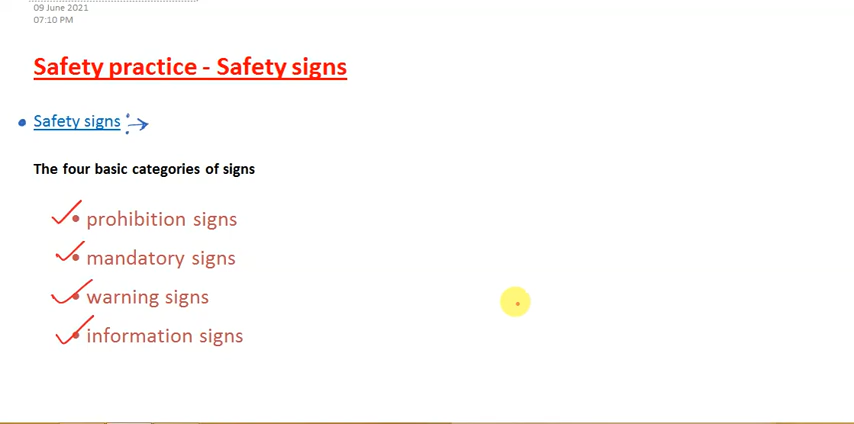 09 June 2021
07:10 PM
Safety practice - Safety signs
• Safety signs :→
The four basic categories of signs
• prohibition signs
• mandatory signs
• warning signs
• information signs